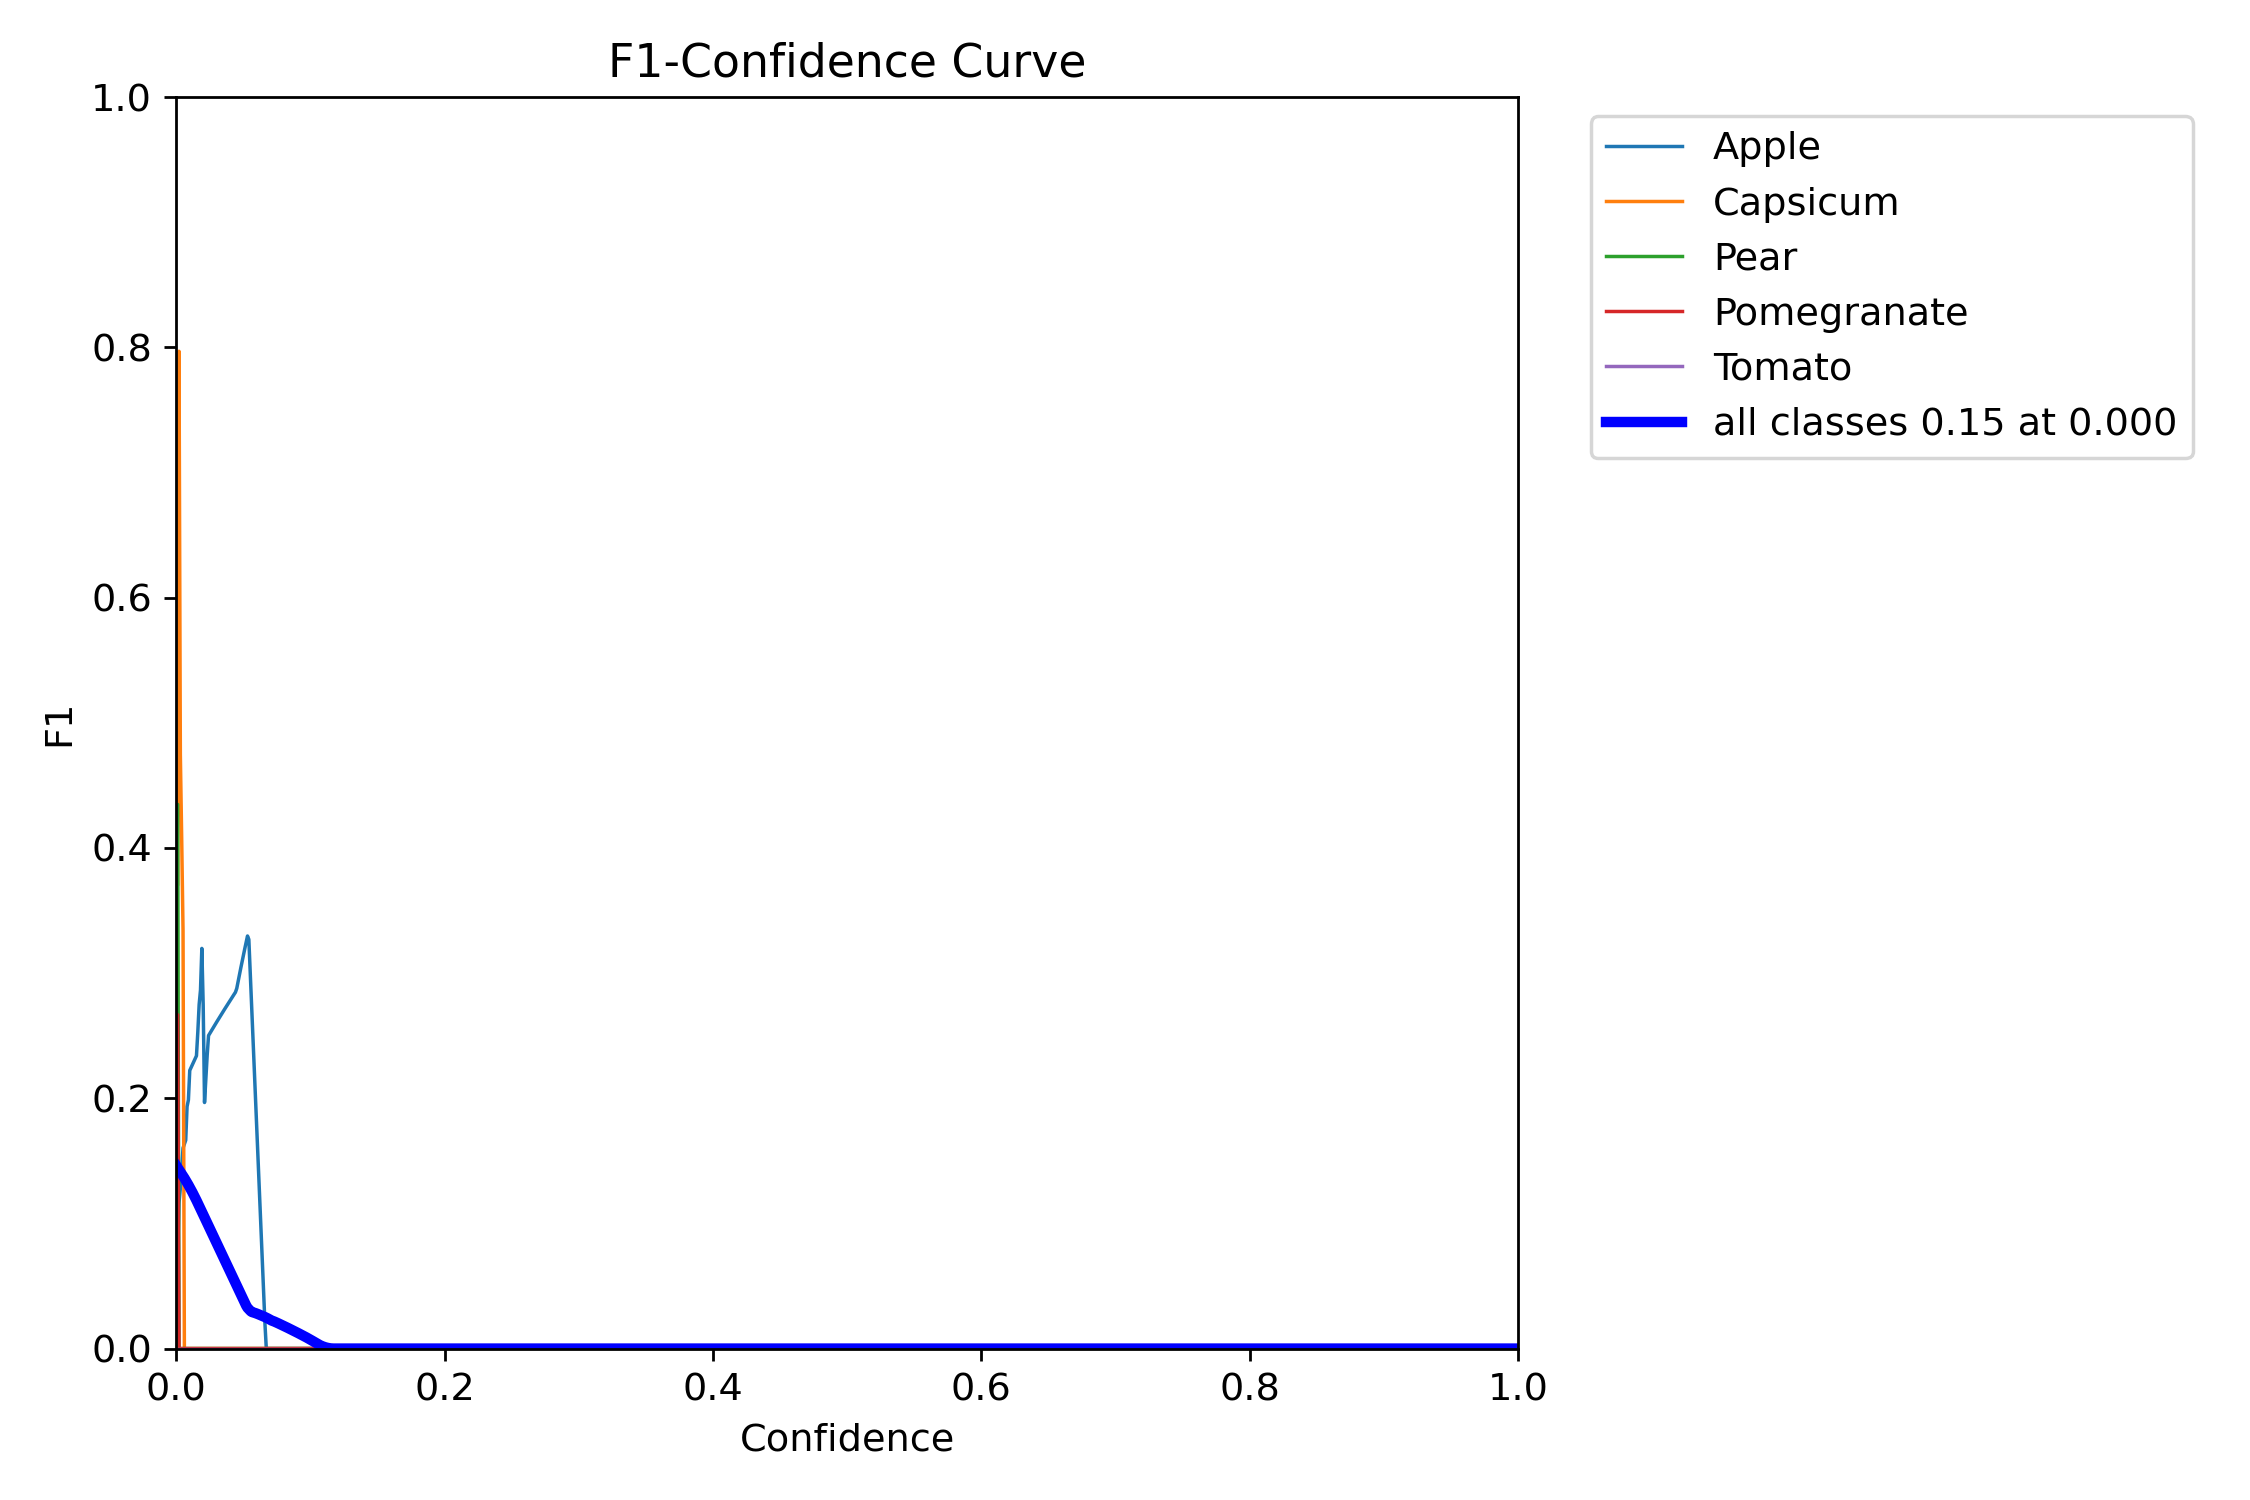 F1-Confidence Curve
1.0
0.8
0.6
0.4
0.2
0.0
F1
0.0 0.2 0.4 0.6 0.8 1.0
Confidence
Apple
Capsicum
Pear
Pomegranate
Tomato
all classes 0.15 at 0.000